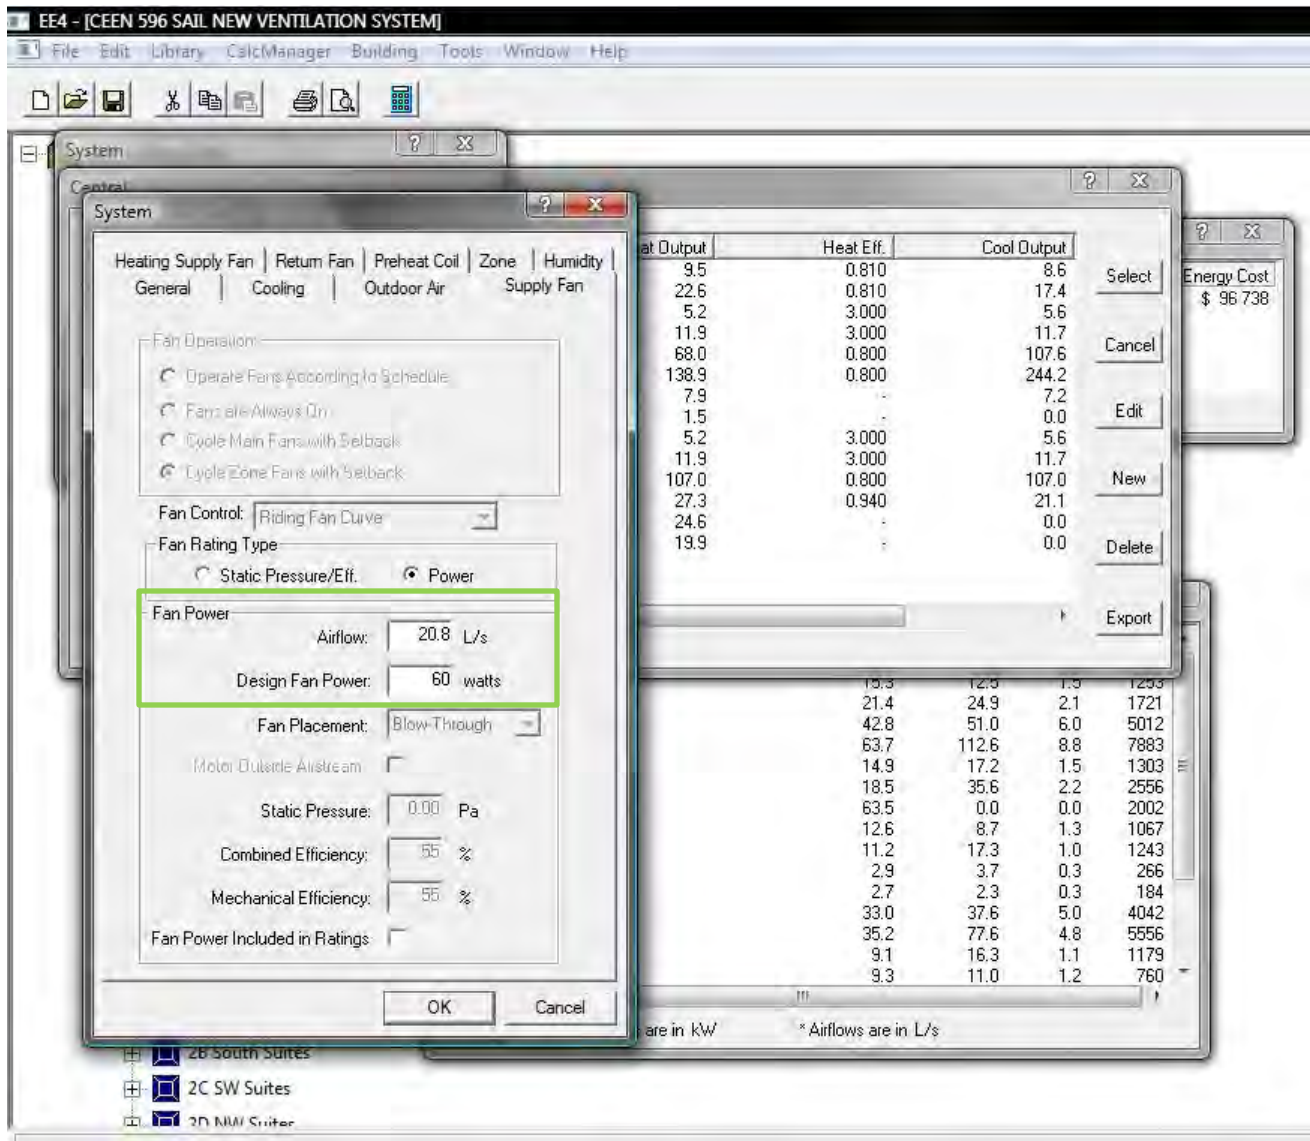 EE4 - [CEEN 596 SAIL NEW VENTILATION SYSTEM]
File Edit Library CalcManager Building Tools Window Help
System
Central
System
Heating Supply Fan Return Fan Preheat Coil Zone Humidity
General Cooling Outdoor Air Supply Fan
Fan Operation:
Operate Fans According to Schedule
Fans are Always On
Cycle Main Fans with Setback
Cycle Zone Fans with Setback
Fan Control: Riding Fan Curve
Fan Rating Type
Static Pressure/Eff. Power
Fan Power
Airflow: 20.8 L/s
Design Fan Power: 60 watts
Fan Placement: Blow-Through
Motor Outside Airstream
Static Pressure: 0.00 Pa
Combined Efficiency: 55 %
Mechanical Efficiency: 55 %
Fan Power Included in Ratings
OK Cancel
at Output Heat Eff. Cool Output
9.5 0.810 8.6
22.6 0.810 17.4
5.2 3.000 5.6
11.9 3.000 11.7
68.0 0.800 107.6
138.9 0.800 244.2
7.9 - 7.2
1.5 - 0.0
5.2 3.000 5.6
11.9 3.000 11.7
107.0 0.800 107.0
27.3 0.940 21.1
24.6 - 0.0
19.9 - 0.0
Select
Cancel
Edit
New
Delete
Export
Energy Cost
$ 96 738
15.3 12.5 1.5 1253
21.4 24.9 2.1 1721
42.8 51.0 6.0 5012
63.7 112.6 8.8 7883
14.9 17.2 1.5 1303
18.5 35.6 2.2 2556
63.5 0.0 0.0 2002
12.6 8.7 1.3 1067
11.2 17.3 1.0 1243
2.9 3.7 0.3 266
2.7 2.3 0.3 184
33.0 37.6 5.0 4042
35.2 77.6 4.8 5556
9.1 16.3 1.1 1179
9.3 11.0 1.2 760
are in kW * Airflows are in L/s
2B South Suites
2C SW Suites
2D NW Suites